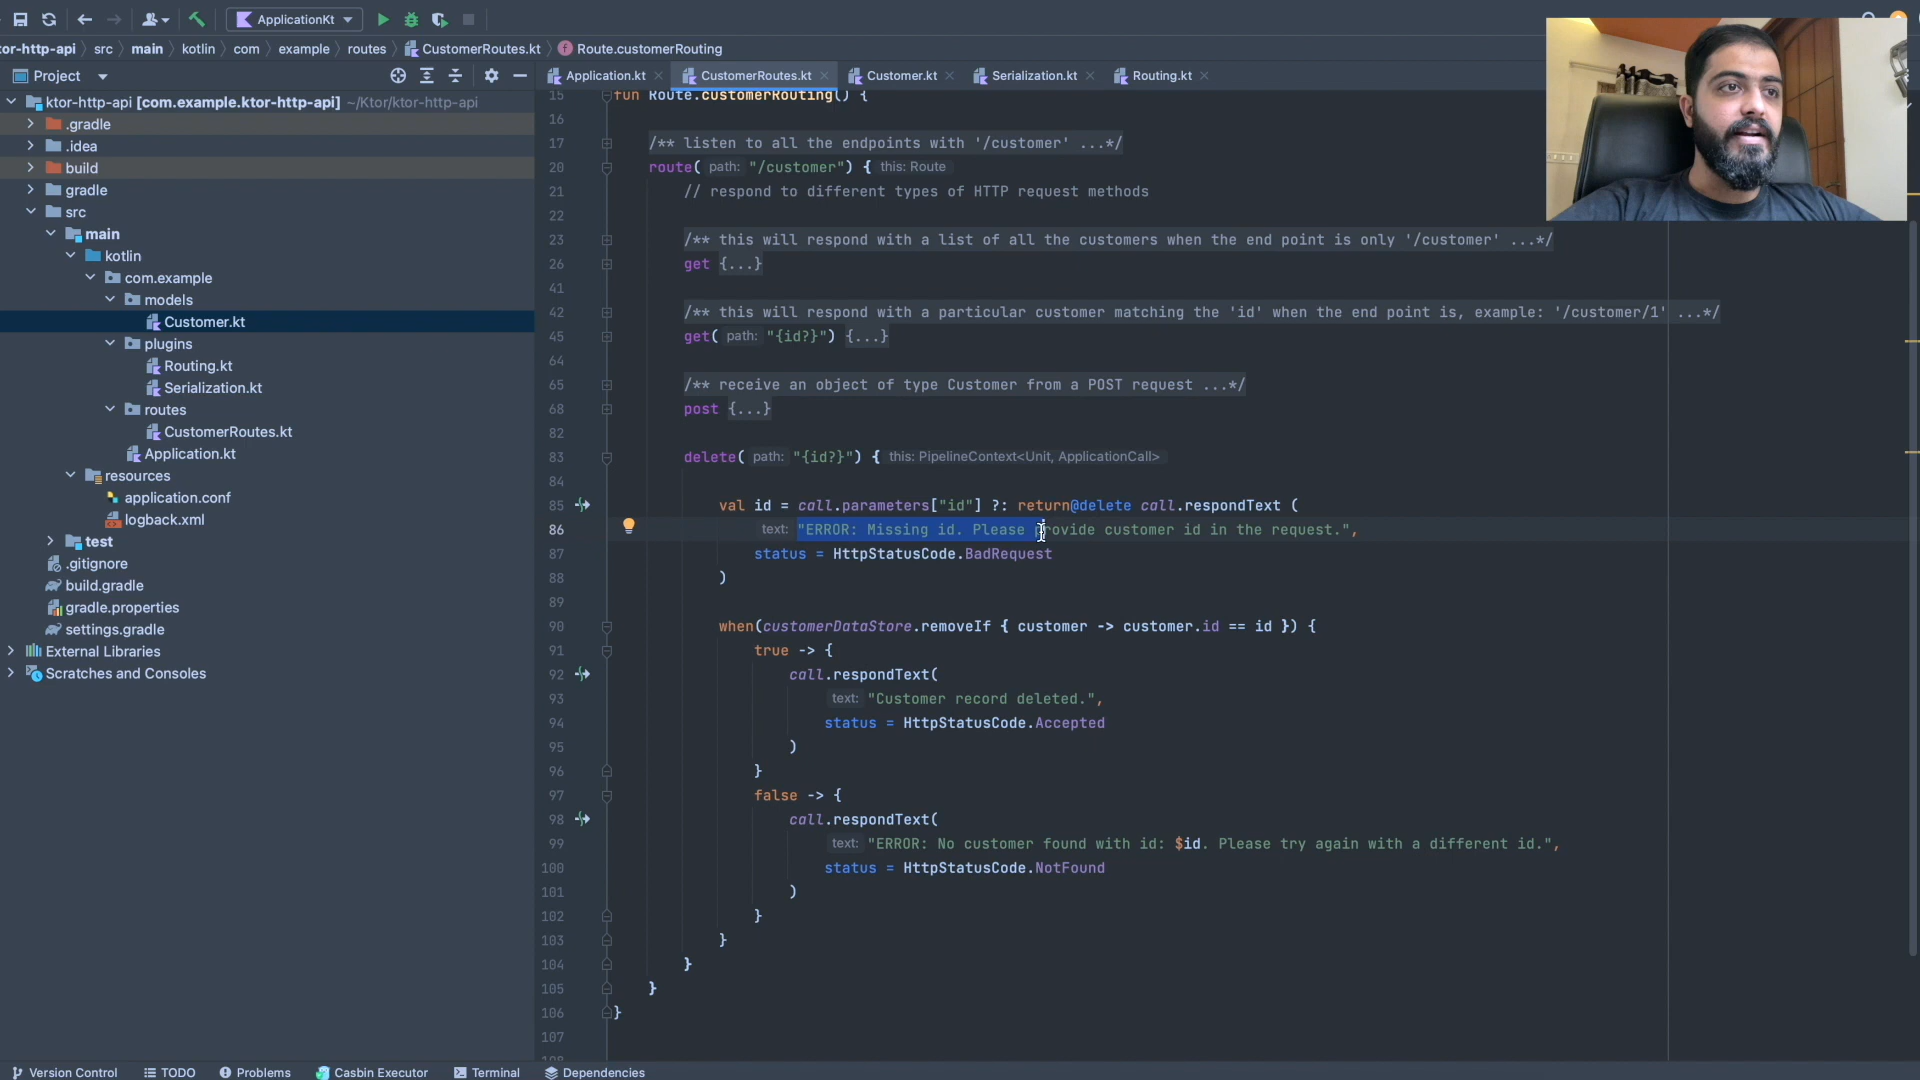 ApplicationKt
tor-http-api src main kotlin com example routes CustomerRoutes.kt Route.customerRouting
Project
Application.kt CustomerRoutes.kt Customer.kt Serialization.kt Routing.kt
ktor-http-api [com.example.ktor-http-api] ~/Ktor/ktor-http-api
.gradle
.idea
build
gradle
src
main
kotlin
com.example
models
Customer.kt
plugins
Routing.kt
Serialization.kt
routes
CustomerRoutes.kt
Application.kt
resources
application.conf
logback.xml
test
.gitignore
build.gradle
gradle.properties
settings.gradle
External Libraries
Scratches and Consoles
15 fun Route.customerRouting() {
16
17 /** listen to all the endpoints with '/customer' ...*/
20 route( path: "/customer") { this: Route
21 // respond to different types of HTTP request methods
22
23 /** this will respond with a list of all the customers when the end point is only '/customer' ...*/
26 get {...}
41
42 /** this will respond with a particular customer matching the 'id' when the end point is, example: '/customer/1' ...*/
45 get( path: "{id?}") {...}
64
65 /** receive an object of type Customer from a POST request ...*/
68 post {...}
82
83 delete( path: "{id?}") { this: PipelineContext<Unit, ApplicationCall>
84
85 val id = call.parameters["id"] ?: return@delete call.respondText (
86 text: "ERROR: Missing id. Please provide customer id in the request.",
87 status = HttpStatusCode.BadRequest
88 )
89
90 when(customerDataStore.removeIf { customer -> customer.id == id }) {
91 true -> {
92 call.respondText(
93 text: "Customer record deleted.",
94 status = HttpStatusCode.Accepted
95 )
96 }
97 false -> {
98 call.respondText(
99 text: "ERROR: No customer found with id: $id. Please try again with a different id.",
100 status = HttpStatusCode.NotFound
101 )
102 }
103 }
104 }
105 }
106 }
107
Version Control TODO Problems Casbin Executor Terminal Dependencies